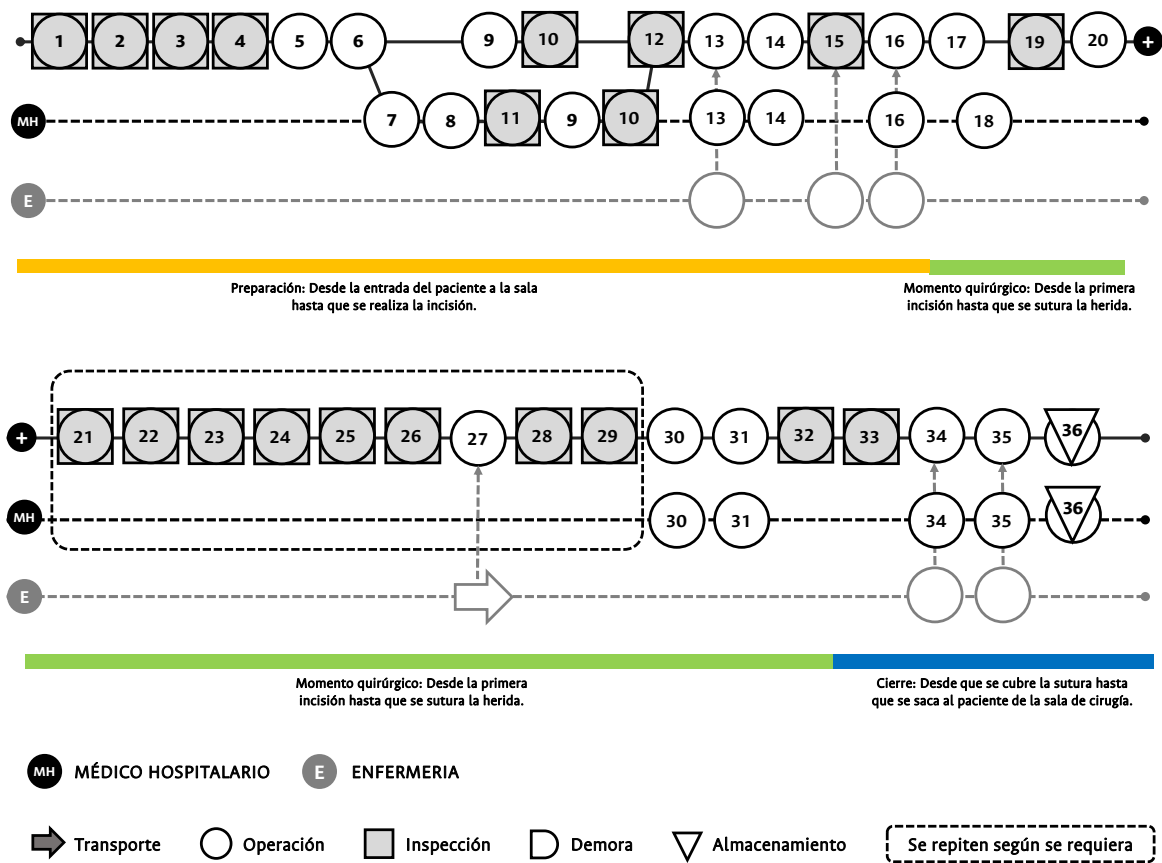 1 2 3 4 5 6 9 10 12 13 14 15 16 17 19 20 +
MH 7 8 11 9 10 13 14 16 18
E
Preparación: Desde la entrada del paciente a la sala
hasta que se realiza la incisión.
Momento quirúrgico: Desde la primera
incisión hasta que se sutura la herida.
+ 21 22 23 24 25 26 27 28 29 30 31 32 33 34 35 36
MH 30 31 34 35 36
E
Momento quirúrgico: Desde la primera
incisión hasta que se sutura la herida.
Cierre: Desde que se cubre la sutura hasta
que se saca al paciente de la sala de cirugía.
MH MÉDICO HOSPITALARIO E ENFERMERIA
Transporte Operación Inspección Demora Almacenamiento Se repiten según se requiera